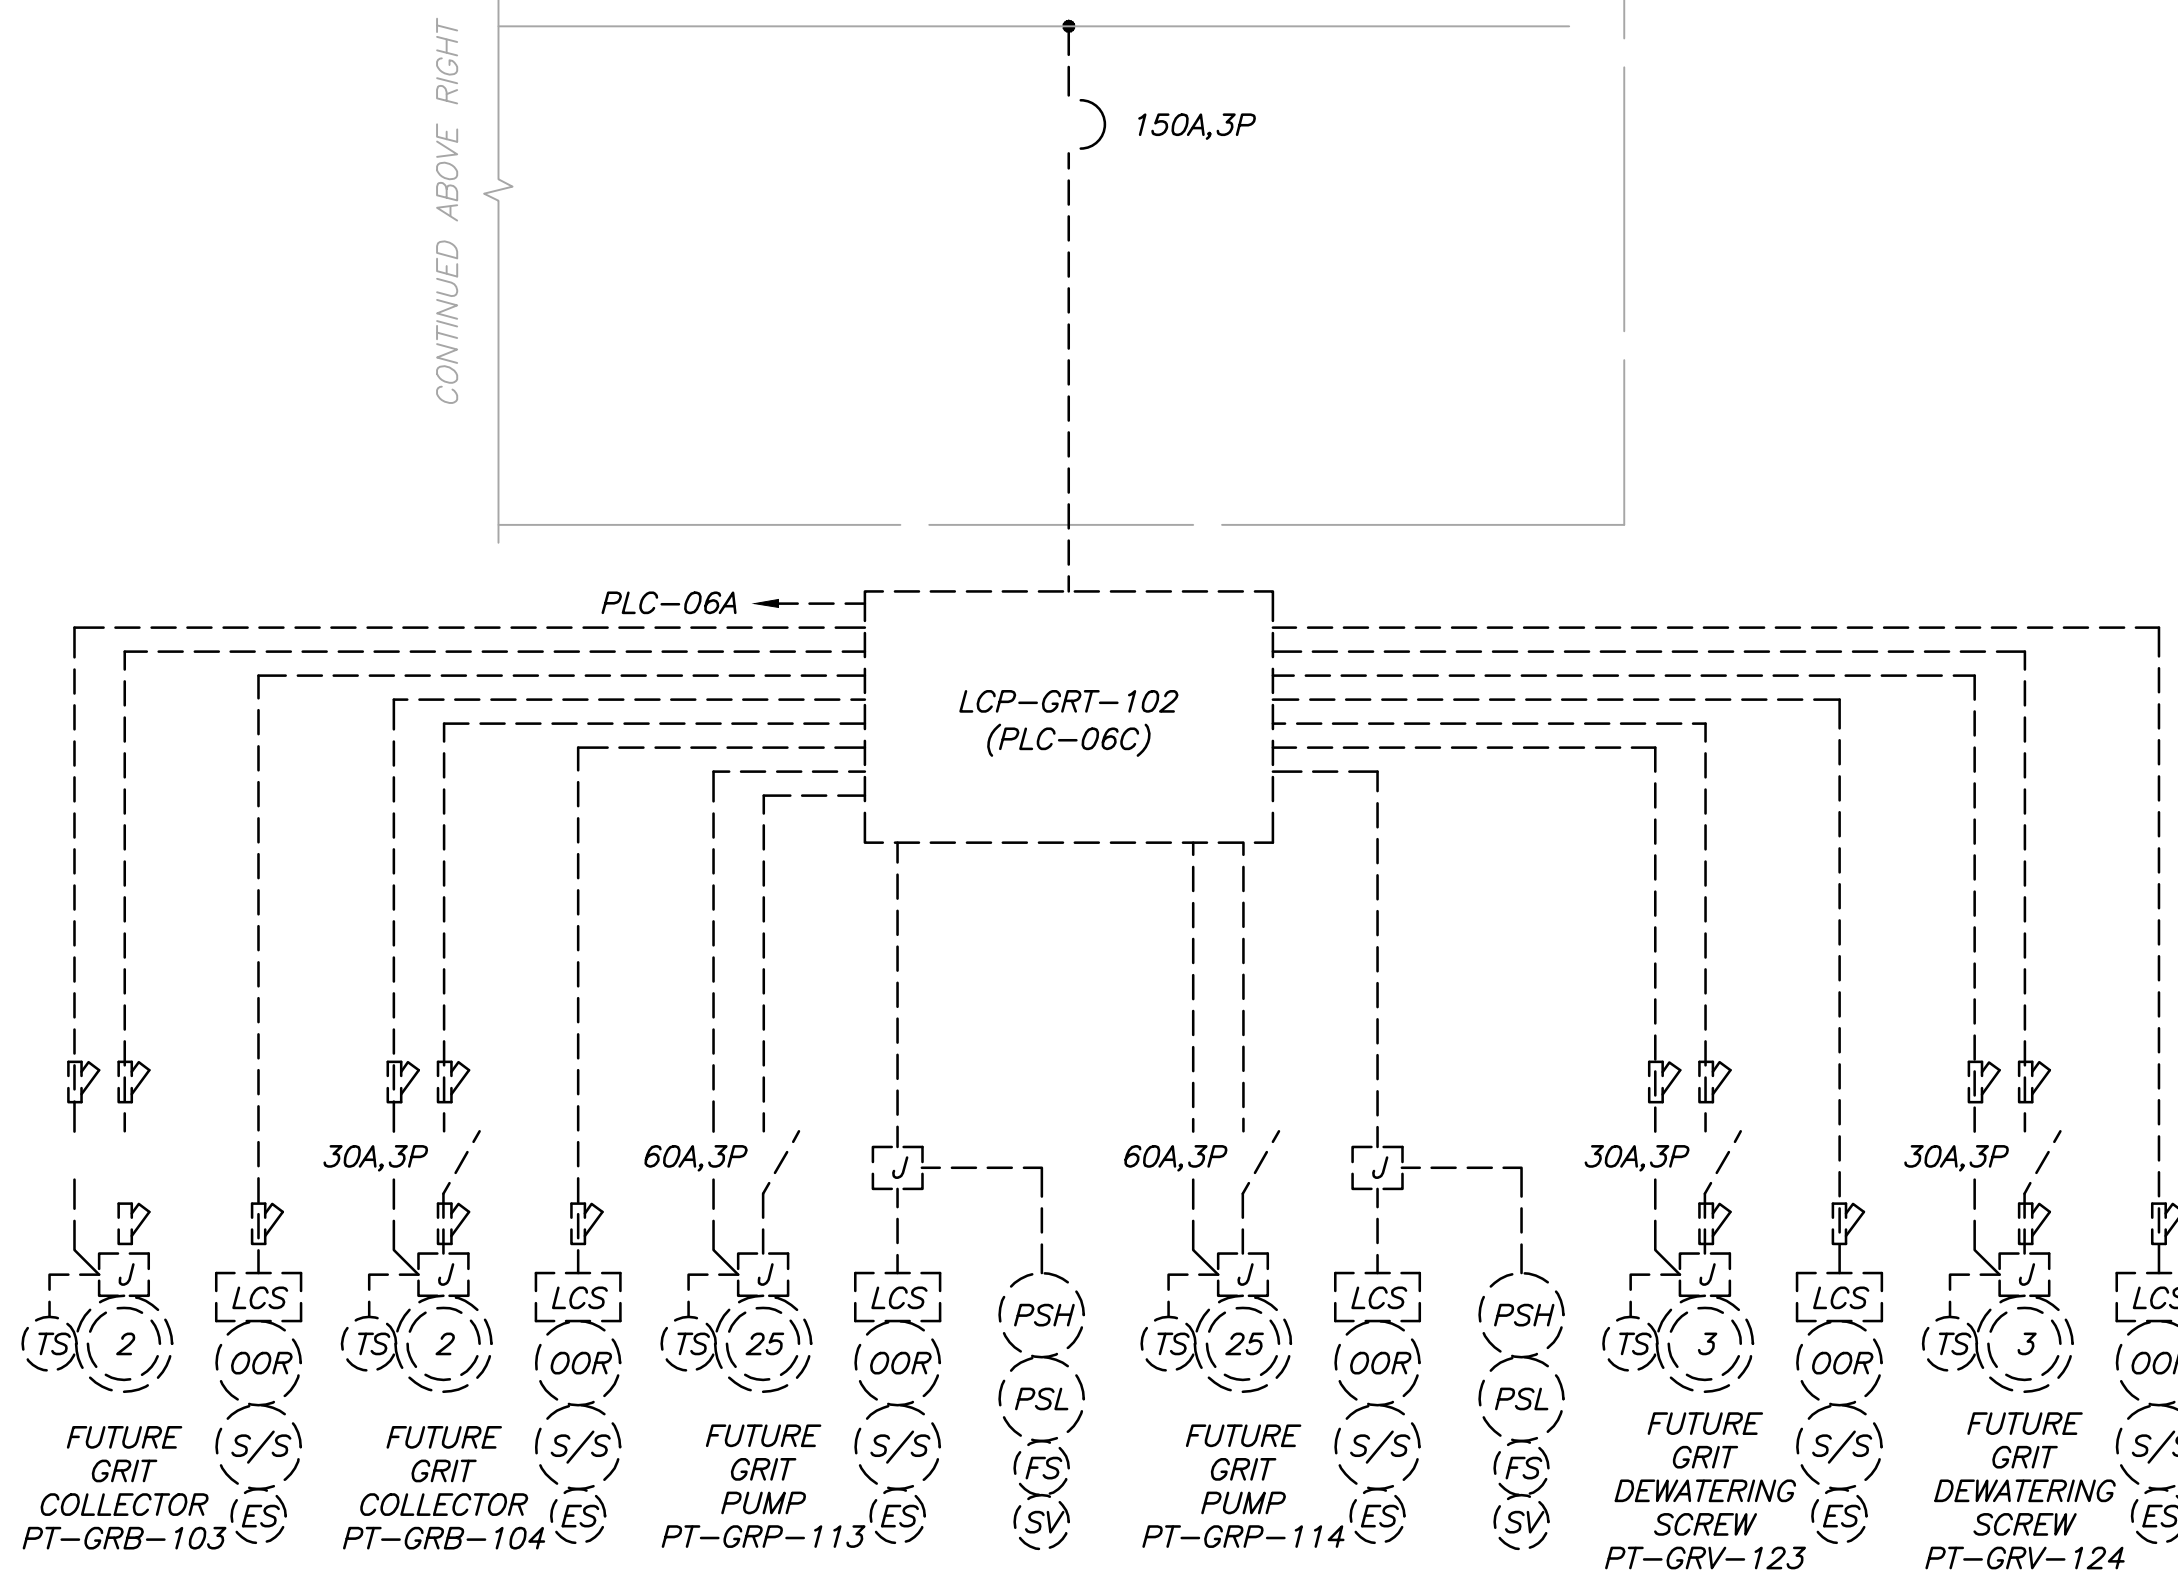 CONTINUED ABOVE RIGHT
150A,3P
PLC-06A
LCP-GRT-102
(PLC-06C)
30A,3P
60A,3P
J
60A,3P
J
30A,3P
30A,3P
J
LCS
J
LCS
J
LCS
J
LCS
J
LCS
J
TS
2
OOR
S/S
ES
TS
2
OOR
S/S
ES
TS
25
OOR
S/S
ES
PSH
PSL
FS
SV
TS
25
OOR
S/S
ES
PSH
PSL
FS
SV
TS
3
OOR
S/S
ES
TS
3
FUTURE
GRIT
COLLECTOR
PT-GRB-103
FUTURE
GRIT
COLLECTOR
PT-GRB-104
FUTURE
GRIT
PUMP
PT-GRP-113
FUTURE
GRIT
PUMP
PT-GRP-114
FUTURE
GRIT
DEWATERING
SCREW
PT-GRV-123
FUTURE
GRIT
DEWATERING
SCREW
PT-GRV-124